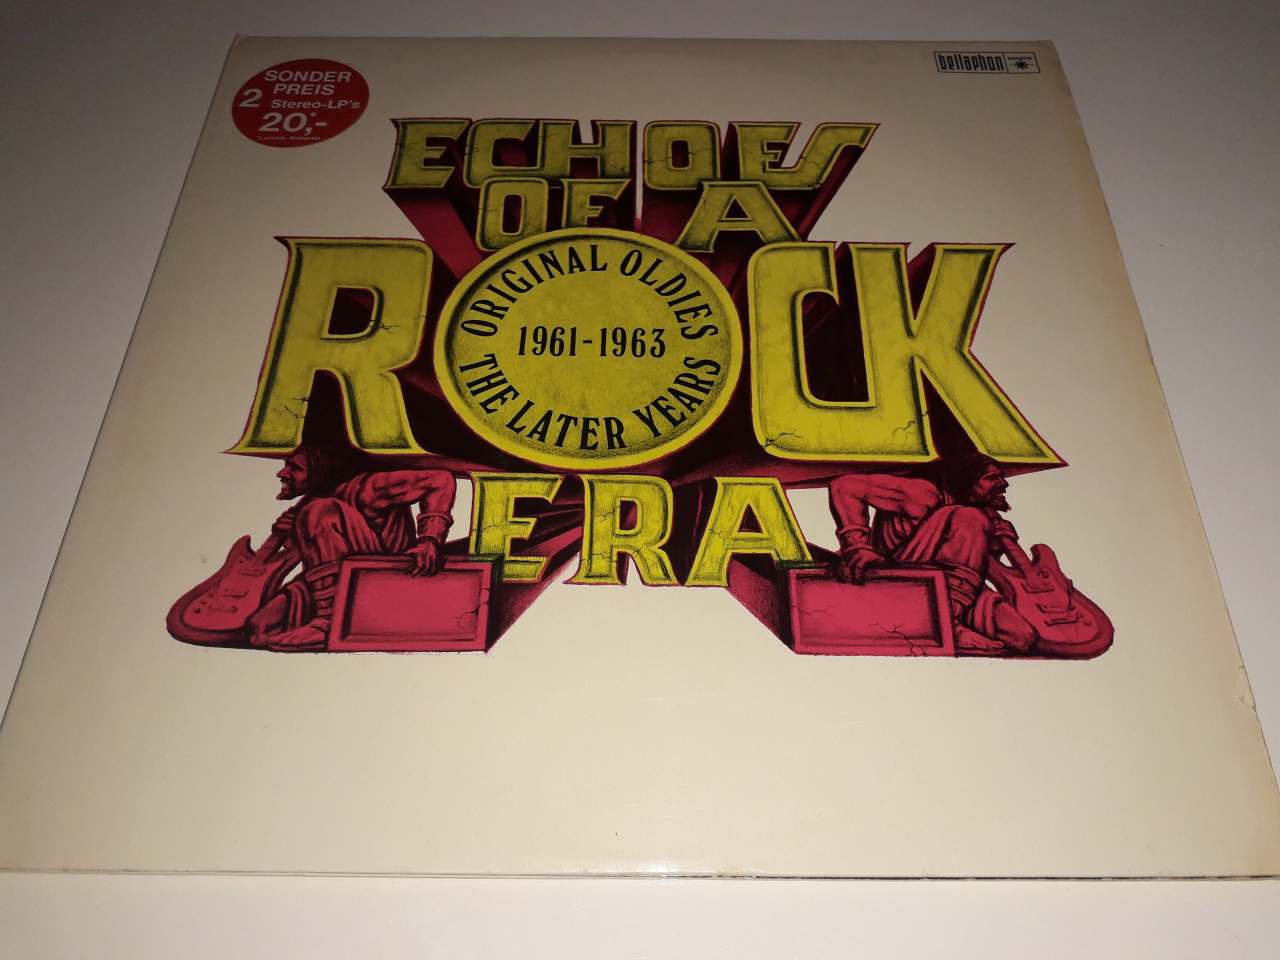 SONDER
PREIS
2 Stereo-LP's
20,-*
bellaphon
ECHOES
OF A
ROCK
ORIGINAL OLDIES
1961-1963
THE LATER YEARS
ERA